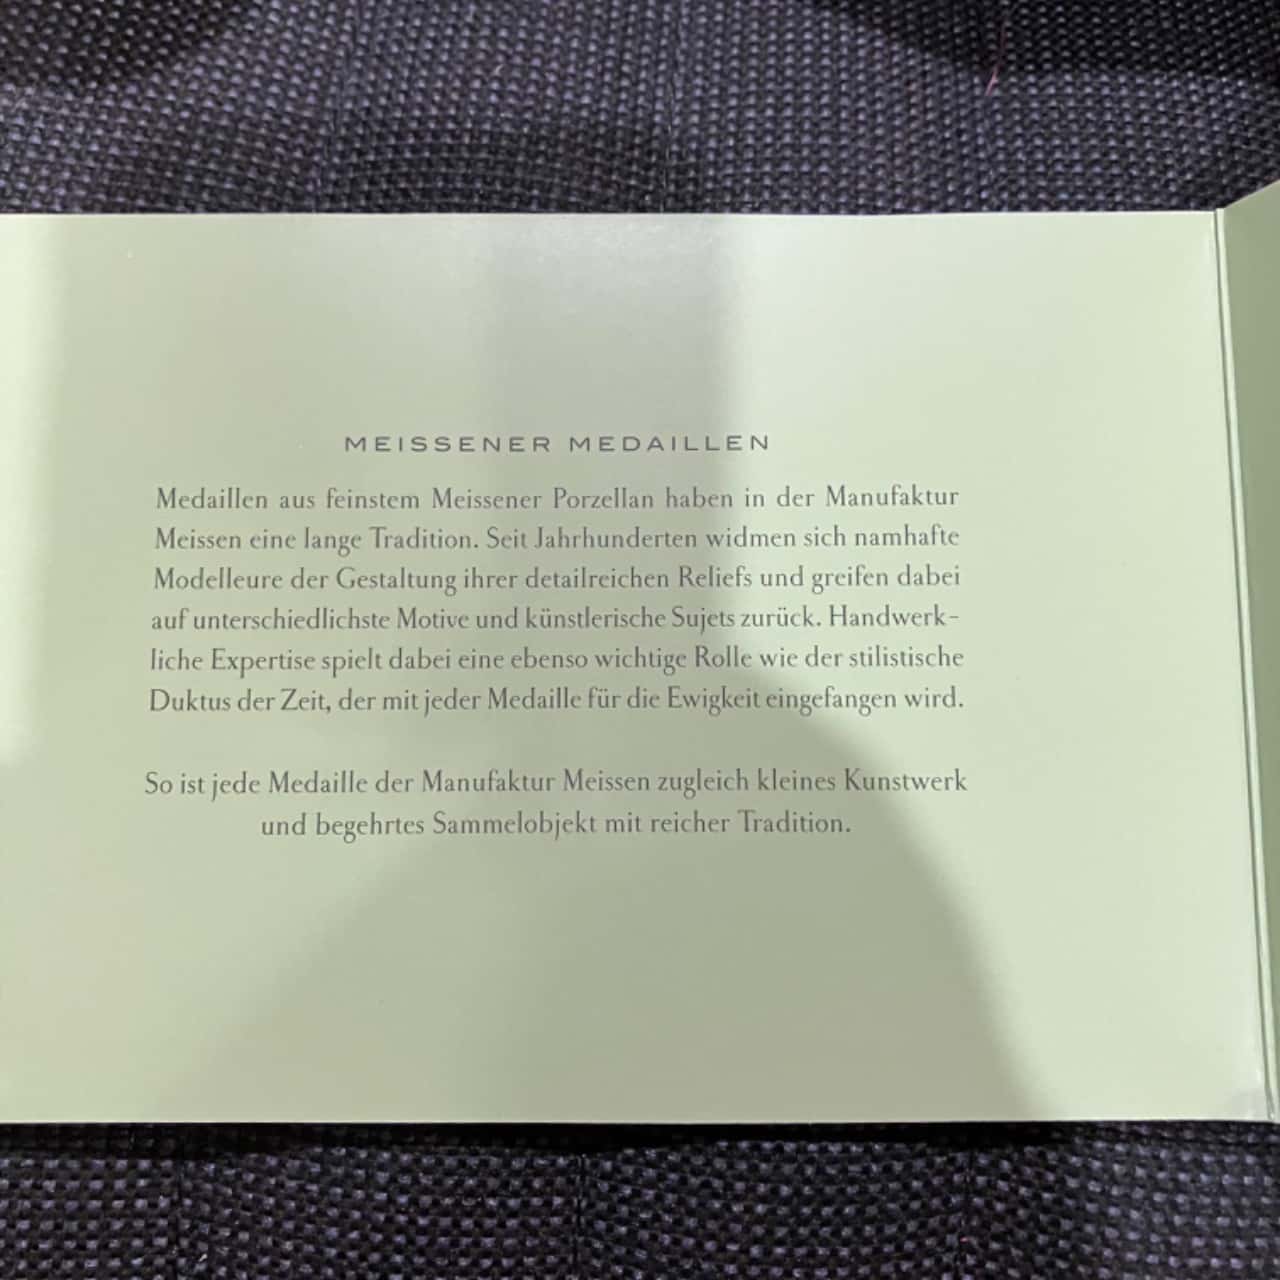 MEISSENER MEDAILLEN
Medaillen aus feinstem Meissener Porzellan haben in der Manufaktur
Meissen eine lange Tradition. Seit Jahrhunderten widmen sich namhafte
Modelleure der Gestaltung ihrer detailreichen Reliefs und greifen dabei
auf unterschiedlichste Motive und künstlerische Sujets zurück. Handwerk-
liche Expertise spielt dabei eine ebenso wichtige Rolle wie der stilistische
Duktus der Zeit, der mit jeder Medaille für die Ewigkeit eingefangen wird.
So ist jede Medaille der Manufaktur Meissen zugleich kleines Kunstwerk
und begehrtes Sammelobjekt mit reicher Tradition.